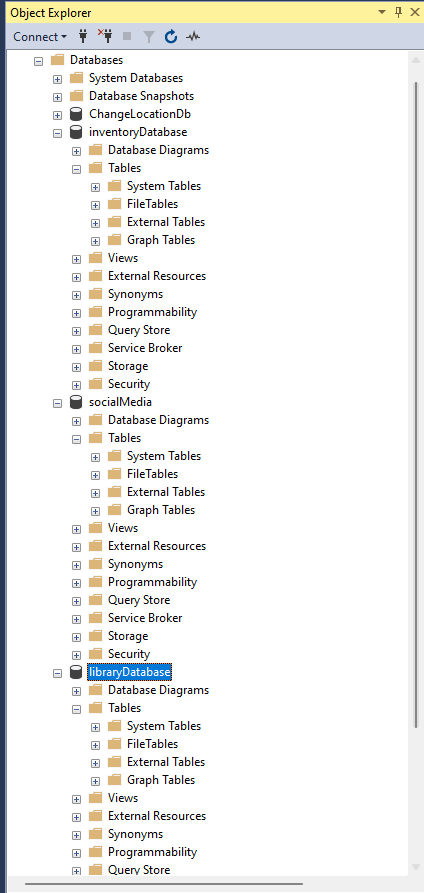 Object Explorer
Connect
Databases
System Databases
Database Snapshots
ChangeLocationDb
inventoryDatabase
Database Diagrams
Tables
System Tables
FileTables
External Tables
Graph Tables
Views
External Resources
Synonyms
Programmability
Query Store
Service Broker
Storage
Security
socialMedia
Database Diagrams
Tables
System Tables
FileTables
External Tables
Graph Tables
Views
External Resources
Synonyms
Programmability
Query Store
Service Broker
Storage
Security
libraryDatabase
Database Diagrams
Tables
System Tables
FileTables
External Tables
Graph Tables
Views
External Resources
Synonyms
Programmability
Query Store